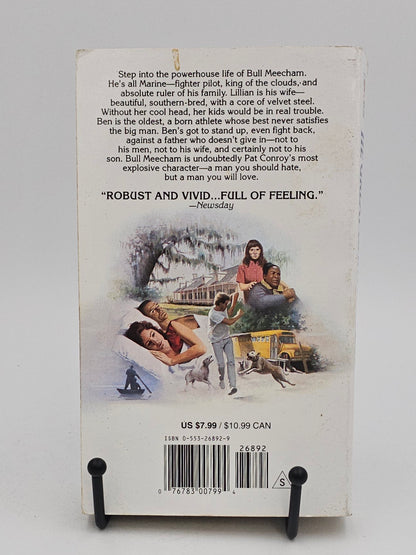 Step into the powerhouse life of Bull Meecham.
He's all Marine—fighter pilot, king of the clouds, and
absolute ruler of his family. Lillian is his wife—
beautiful, southern-bred, with a core of velvet steel.
Without her cool head, her kids would be in real trouble.
Ben is the oldest, a born athlete whose best never satisfies
the big man. Ben's got to stand up, even fight back,
against a father who doesn't give in—not to
his men, not to his wife, and certainly not to his
son. Bull Meecham is undoubtedly Pat Conroy's most
explosive character—a man you should hate,
but a man you will love.
"ROBUST AND VIVID...FULL OF FEELING."
—Newsday
US $7.99 / $10.99 CAN
ISBN 0-553-26892-9
26892
0 76783 00799 4
S